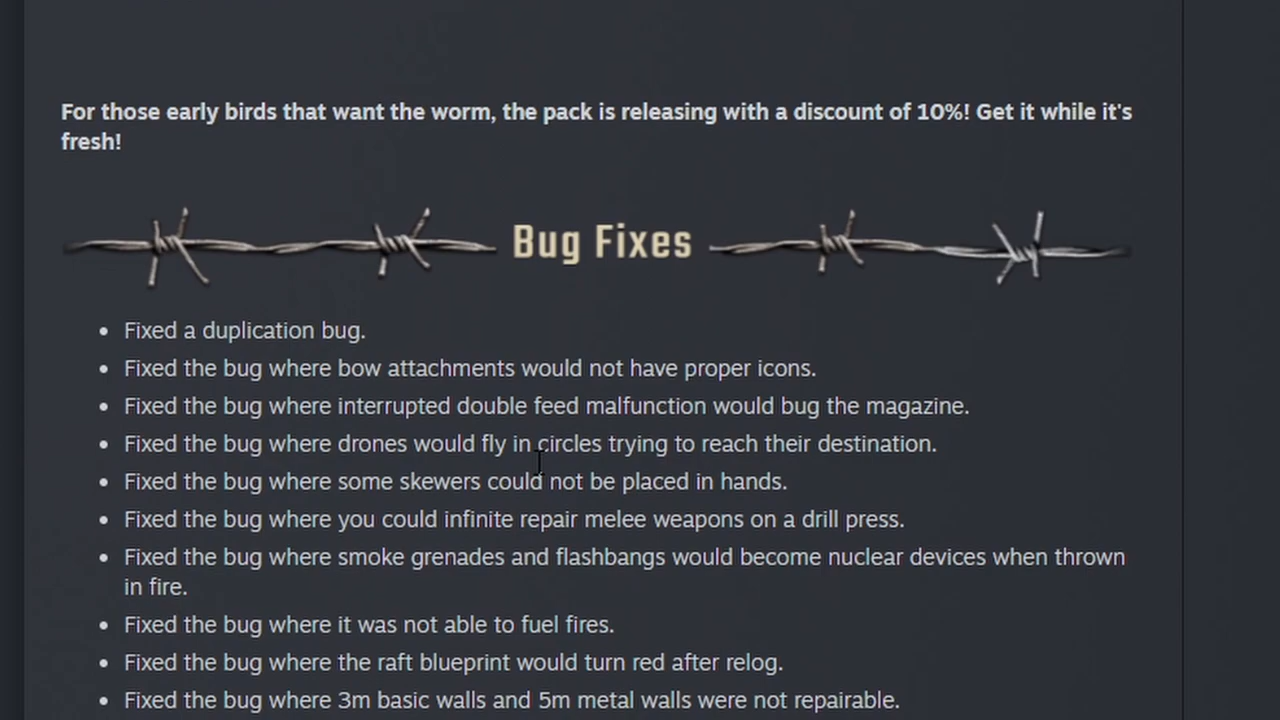 For those early birds that want the worm, the pack is releasing with a discount of 10%! Get it while it's
fresh!
Bug Fixes
• Fixed a duplication bug.
• Fixed the bug where bow attachments would not have proper icons.
• Fixed the bug where interrupted double feed malfunction would bug the magazine.
• Fixed the bug where drones would fly in circles trying to reach their destination.
• Fixed the bug where some skewers could not be placed in hands.
• Fixed the bug where you could infinite repair melee weapons on a drill press.
• Fixed the bug where smoke grenades and flashbangs would become nuclear devices when thrown
in fire.
• Fixed the bug where it was not able to fuel fires.
• Fixed the bug where the raft blueprint would turn red after relog.
• Fixed the bug where 3m basic walls and 5m metal walls were not repairable.